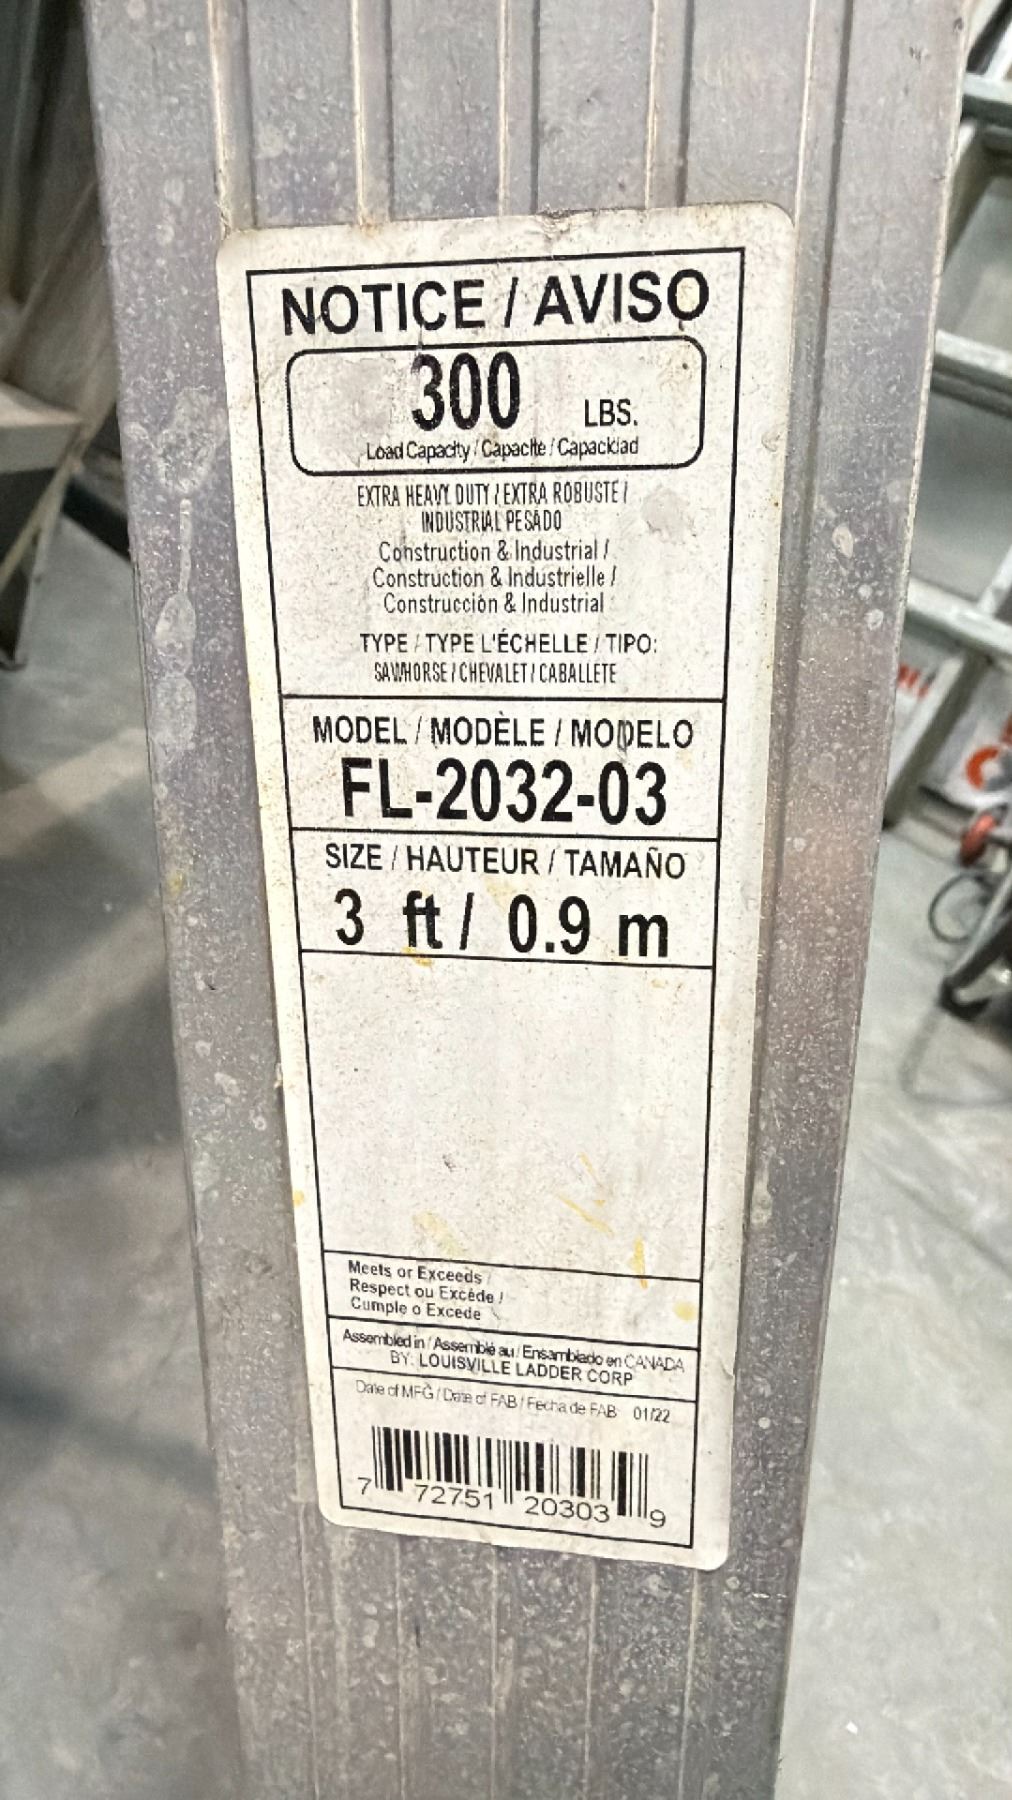 NOTICE / AVISO
300 LBS.
Load Capacity / Capacite / Capacidad
EXTRA HEAVY DUTY / EXTRA ROBUSTE /
INDUSTRIAL PESADO
Construction & Industrial /
Construction & Industrielle /
Construcción & Industrial
TYPE / TYPE L'ÉCHELLE / TIPO:
SAWHORSE / CHEVALET / CABALLETE
MODEL / MODÈLE / MODELO
FL-2032-03
SIZE / HAUTEUR / TAMAÑO
3 ft / 0.9 m
Meets or Exceeds /
Respect ou Excède /
Cumple o Excede
Assembled in / Assemblé au / Ensamblado en CANADA
BY: LOUISVILLE LADDER CORP
Date of MFG / Date of FAB / Fecha de FAB 01/22
7 72751 20303 9